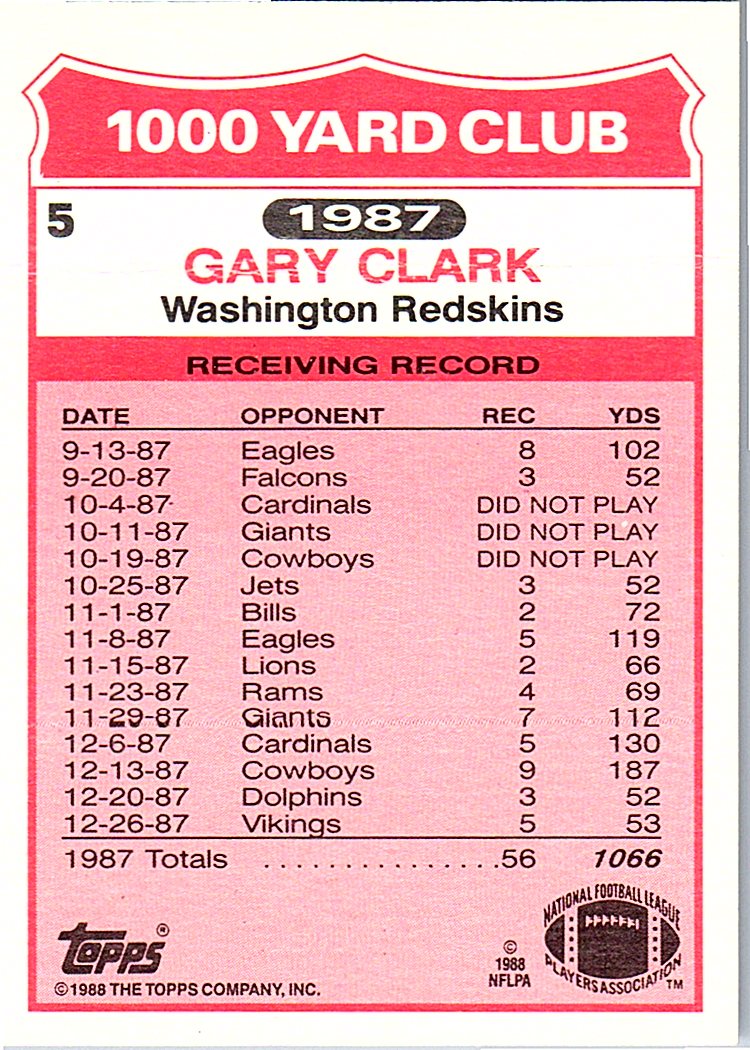 1000 YARD CLUB
5
1987
GARY CLARK
Washington Redskins
RECEIVING RECORD
DATE OPPONENT REC YDS
9-13-87 Eagles 8 102
9-20-87 Falcons 3 52
10-4-87 Cardinals DID NOT PLAY
10-11-87 Giants DID NOT PLAY
10-19-87 Cowboys DID NOT PLAY
10-25-87 Jets 3 52
11-1-87 Bills 2 72
11-8-87 Eagles 5 119
11-15-87 Lions 2 66
11-23-87 Rams 4 69
11-29-87 Giants 7 112
12-6-87 Cardinals 5 130
12-13-87 Cowboys 9 187
12-20-87 Dolphins 3 52
12-26-87 Vikings 5 53
1987 Totals . . . . . . . . . . . . . . . .56 1066
topps®
©1988 THE TOPPS COMPANY, INC.
©
1988
NFLPA
NATIONAL FOOTBALL LEAGUE
PLAYERS ASSOCIATION TM